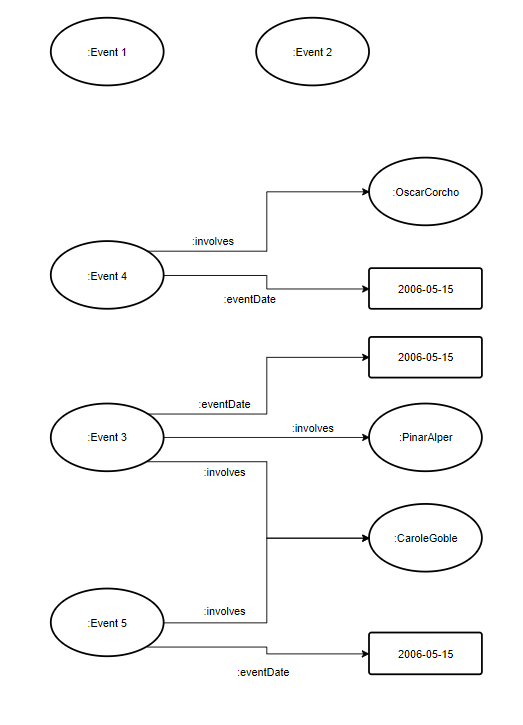 :Event 1
:Event 2
:OscarCorcho
:involves
:Event 4
2006-05-15
:eventDate
2006-05-15
:eventDate
:involves
:Event 3
:PinarAlper
:involves
:CaroleGoble
:involves
:Event 5
2006-05-15
:eventDate